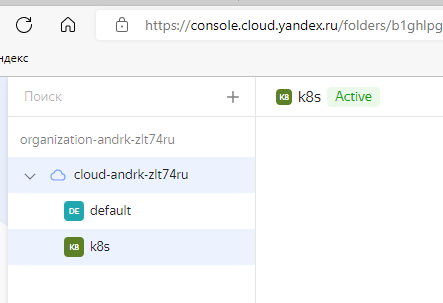 https://console.cloud.yandex.ru/folders/b1ghlpg
ндекс
Поиск
K8 k8s Active
organization-andrk-zlt74ru
cloud-andrk-zlt74ru
DE default
K8 k8s